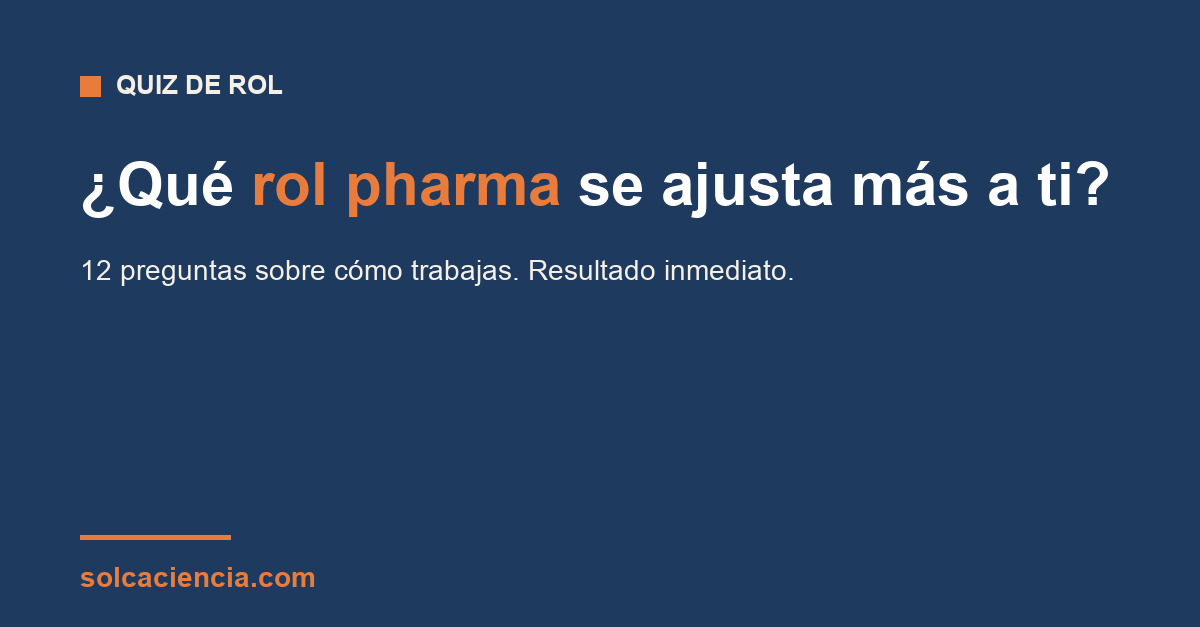 QUIZ DE ROL
¿Qué rol pharma se ajusta más a ti?
12 preguntas sobre cómo trabajas. Resultado inmediato.
solcaciencia.com